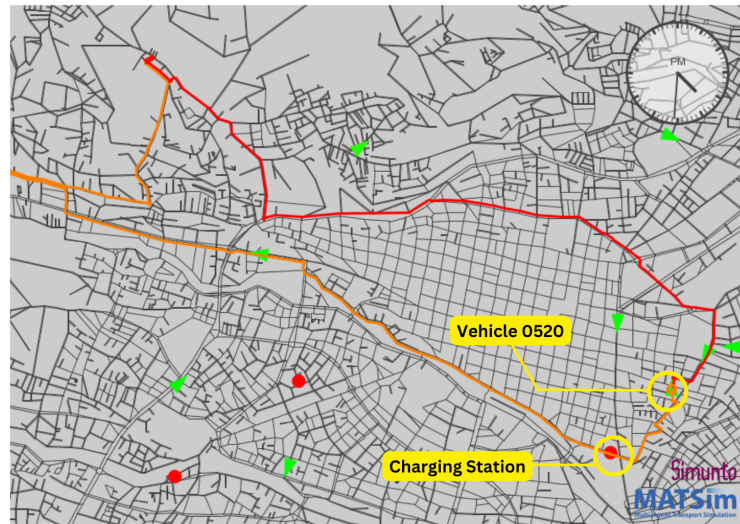 PM
Vehicle 0520
Charging Station
Simunto
MATSim
Multi-Agent Transport Simulation